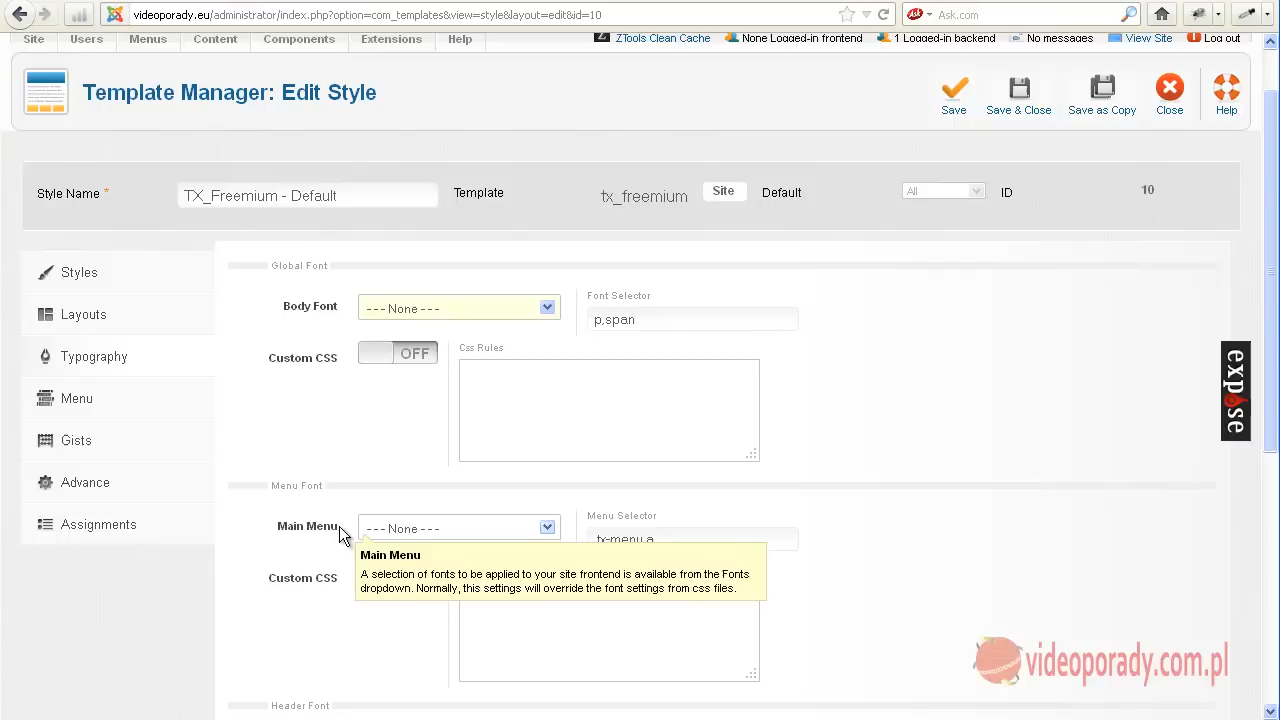 videoporady.eu/administrator/index.php?option=com_templates&view=style&layout=edit&id=10
Ask.com
Site Users Menus Content Components Extensions Help
ZTools Clean Cache None Logged-in frontend 1 Logged-in backend No messages View Site Log out
Template Manager: Edit Style
Save Save & Close Save as Copy Close Help
Style Name * TX_Freemium - Default Template tx_freemium Site Default All ID 10
Styles
Layouts
Typography
Menu
Gists
Advance
Assignments
Global Font
Body Font --- None --- Font Selector
p,span
Custom CSS OFF Css Rules
Menu Font
Main Menu --- None --- Menu Selector
Main Menu
A selection of fonts to be applied to your site frontend is available from the Fonts
dropdown. Normally, this settings will override the font settings from css files.
Custom CSS
Header Font
expose
videoporady.com.pl